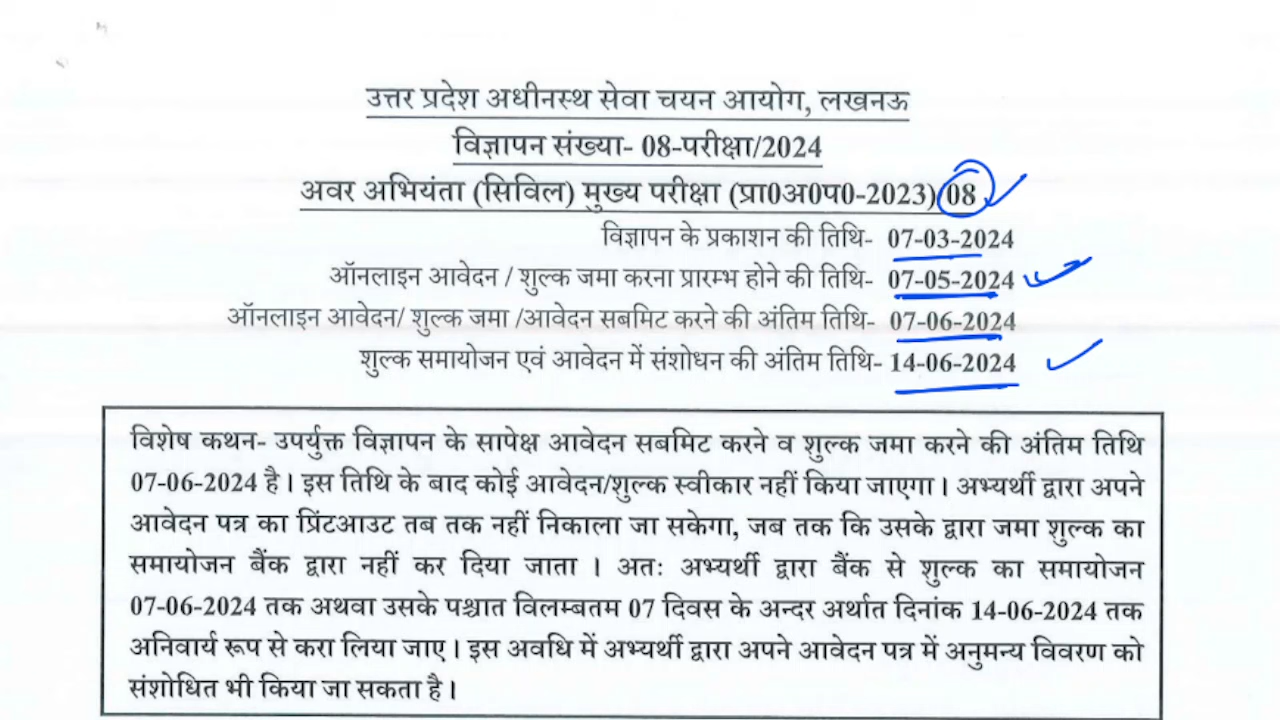 उत्तर प्रदेश अधीनस्थ सेवा चयन आयोग, लखनऊ
विज्ञापन संख्या- 08-परीक्षा/2024
अवर अभियंता (सिविल) मुख्य परीक्षा (प्रा0अ0प0-2023) 08
विज्ञापन के प्रकाशन की तिथि- 07-03-2024
ऑनलाइन आवेदन / शुल्क जमा करना प्रारम्भ होने की तिथि- 07-05-2024
ऑनलाइन आवेदन/ शुल्क जमा /आवेदन सबमिट करने की अंतिम तिथि- 07-06-2024
शुल्क समायोजन एवं आवेदन में संशोधन की अंतिम तिथि- 14-06-2024
विशेष कथन- उपर्युक्त विज्ञापन के सापेक्ष आवेदन सबमिट करने व शुल्क जमा करने की अंतिम तिथि
07-06-2024 है। इस तिथि के बाद कोई आवेदन/शुल्क स्वीकार नहीं किया जाएगा। अभ्यर्थी द्वारा अपने
आवेदन पत्र का प्रिंटआउट तब तक नहीं निकाला जा सकेगा, जब तक कि उसके द्वारा जमा शुल्क का
समायोजन बैंक द्वारा नहीं कर दिया जाता । अतः अभ्यर्थी द्वारा बैंक से शुल्क का समायोजन
07-06-2024 तक अथवा उसके पश्चात विलम्बतम 07 दिवस के अन्दर अर्थात दिनांक 14-06-2024 तक
अनिवार्य रूप से करा लिया जाए। इस अवधि में अभ्यर्थी द्वारा अपने आवेदन पत्र में अनुमन्य विवरण को
संशोधित भी किया जा सकता है।